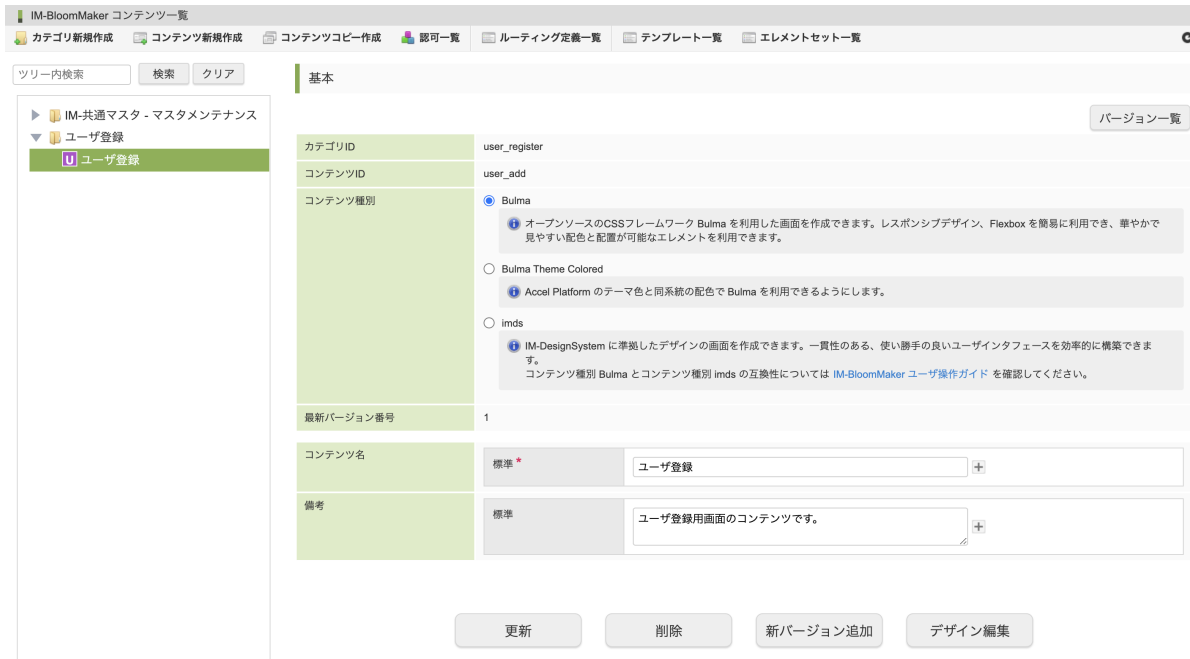 IM-BloomMaker コンテンツ一覧
カテゴリ新規作成 コンテンツ新規作成 コンテンツコピー作成 認可一覧 ルーティング定義一覧 テンプレート一覧 エレメントセット一覧
ツリー内検索 検索 クリア
IM-共通マスタ - マスタメンテナンス
ユーザ登録
U ユーザ登録
基本
バージョン一覧
カテゴリID user_register
コンテンツID user_add
コンテンツ種別 Bulma
オープンソースのCSSフレームワーク Bulma を利用した画面を作成できます。レスポンシブデザイン、Flexbox を簡易に利用でき、華やかで
見やすい配色と配置が可能なエレメントを利用できます。
Bulma Theme Colored
Accel Platform のテーマ色と同系統の配色で Bulma を利用できるようにします。
imds
IM-DesignSystem に準拠したデザインの画面を作成できます。一貫性のある、使い勝手の良いユーザインタフェースを効率的に構築できま
す。
コンテンツ種別 Bulma とコンテンツ種別 imds の互換性については IM-BloomMaker ユーザ操作ガイド を確認してください。
最新バージョン番号 1
コンテンツ名 標準 * ユーザ登録
備考 標準 ユーザ登録用画面のコンテンツです。
更新 削除 新バージョン追加 デザイン編集